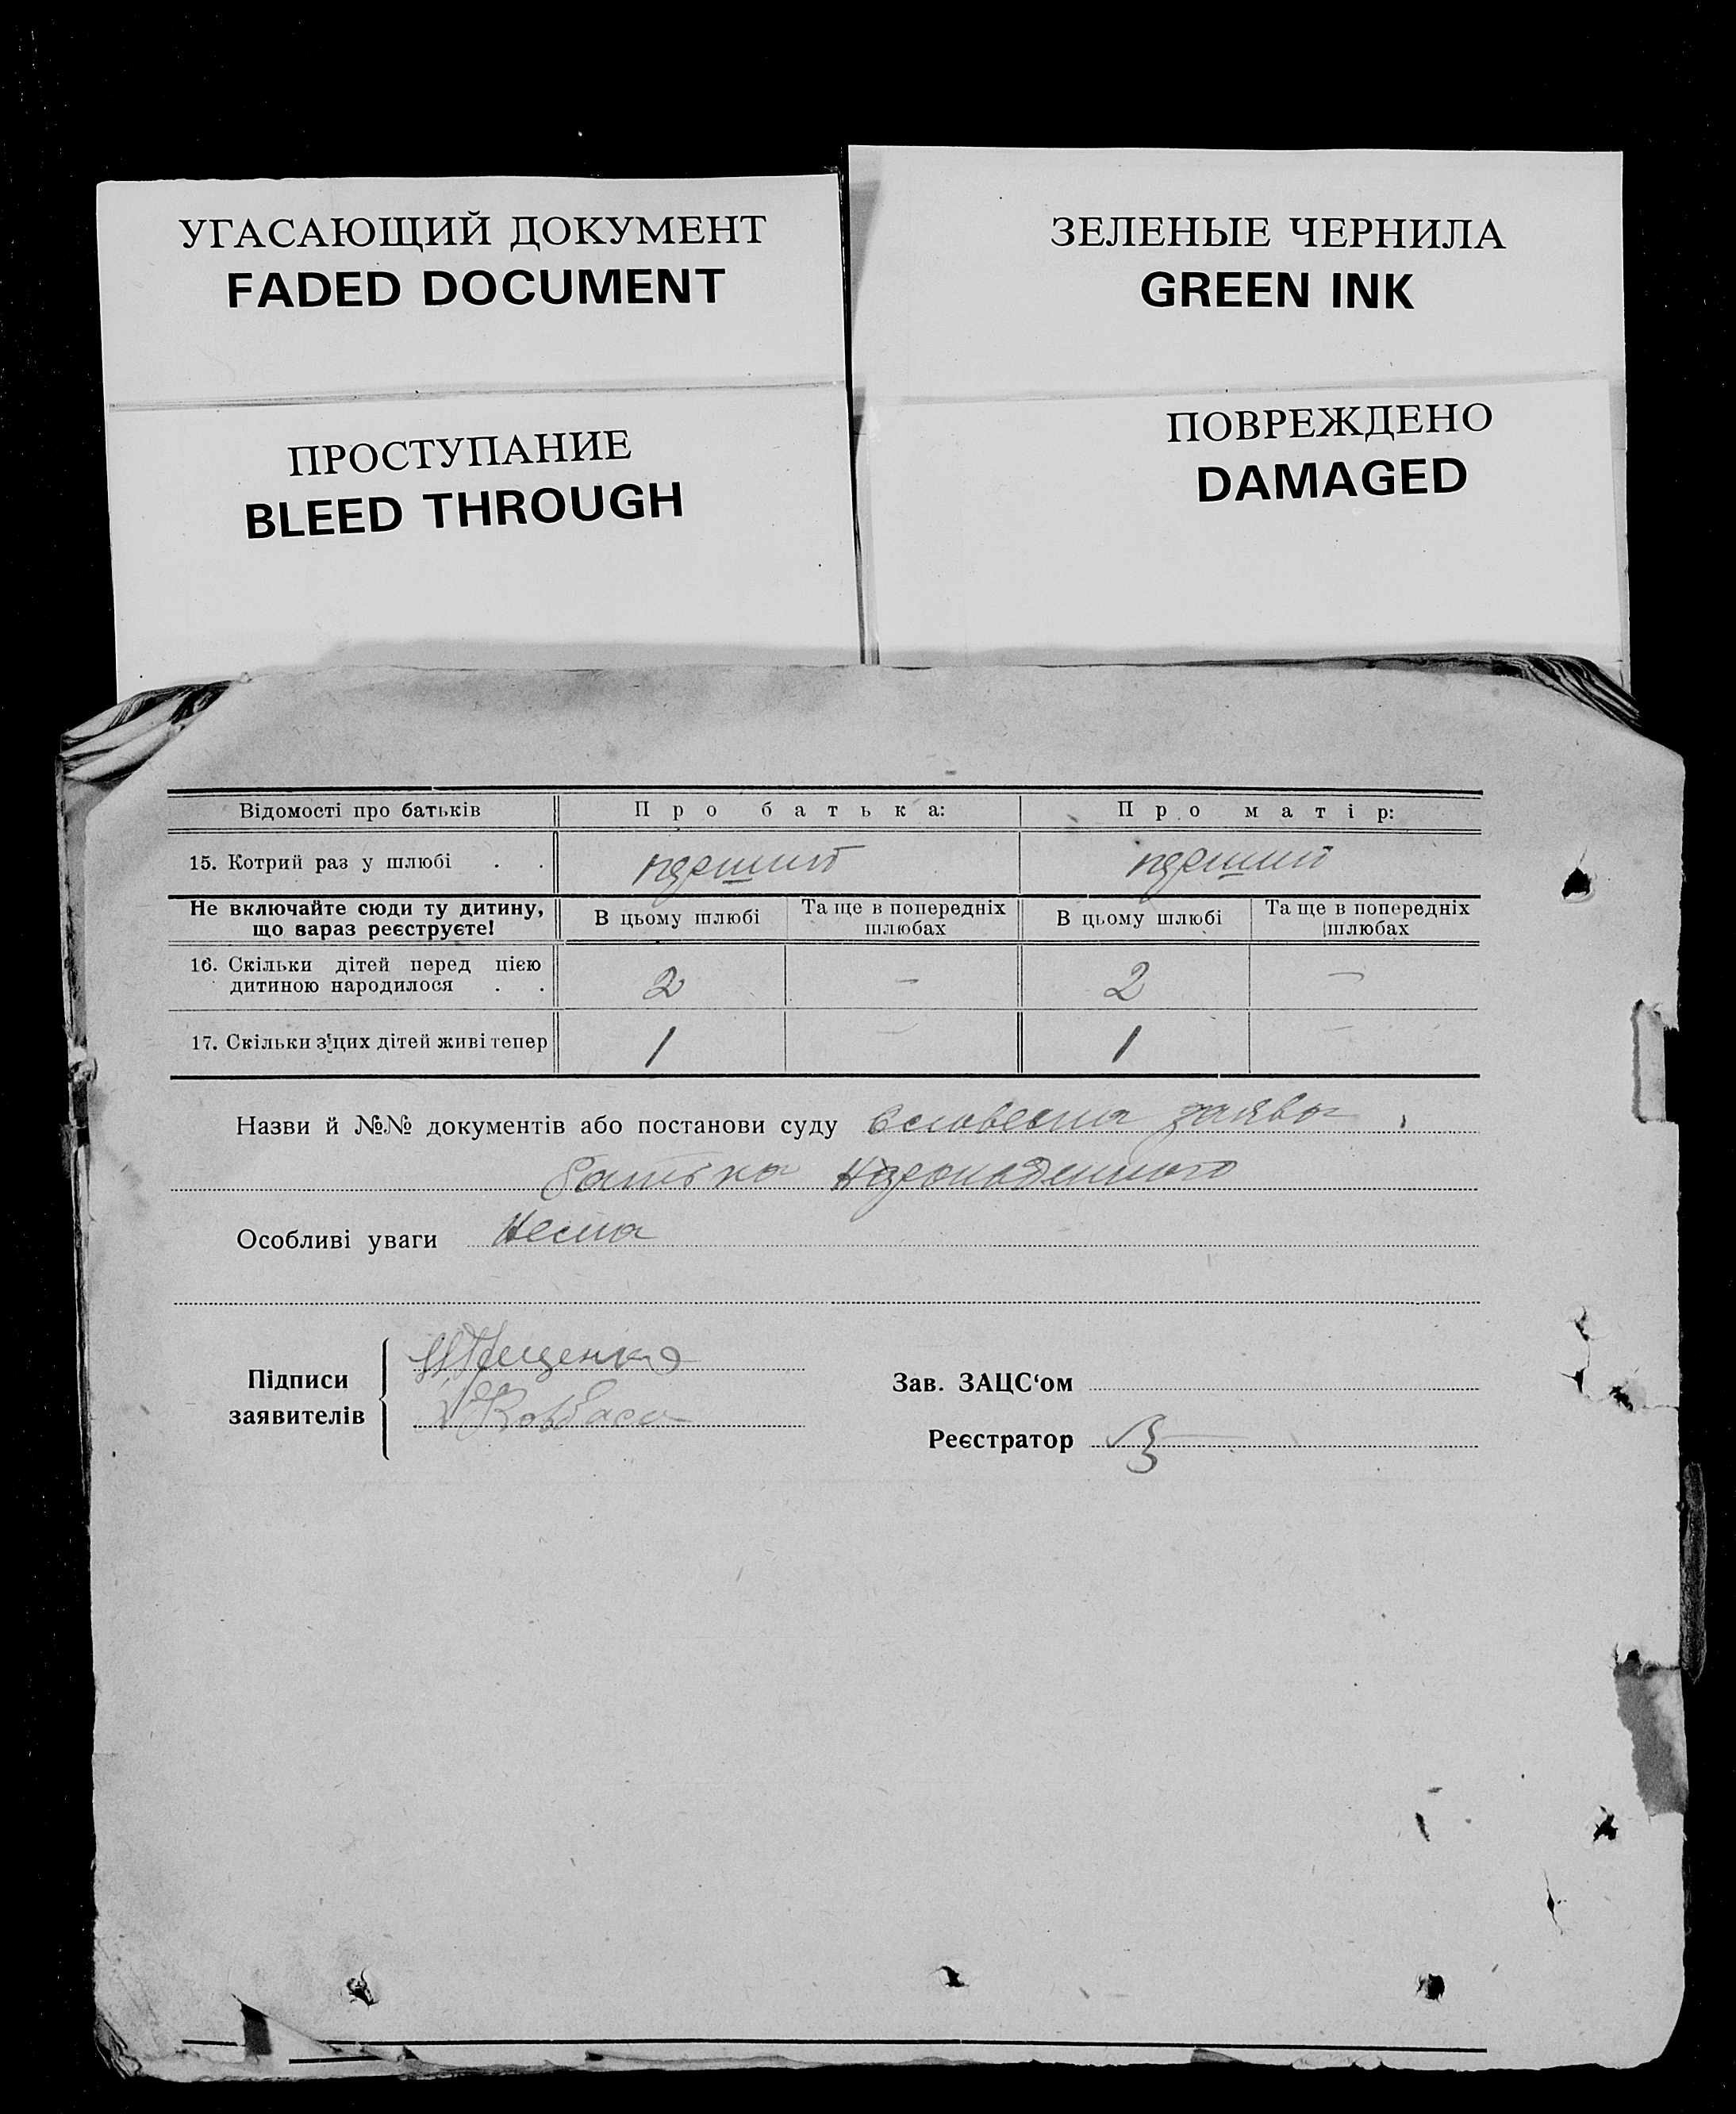 УГАСАЮЩИЙ ДОКУМЕНТ
FADED DOCUMENT
ЗЕЛЕНЫЕ ЧЕРНИЛА
GREEN INK
ПРОСТУПАНИЕ
BLEED THROUGH
ПОВРЕЖДЕНО
DAMAGED
Відомості про батьків Про батька: Про матір:
15. Котрий раз у шлюбі . . перший перший
Не включайте сюди ту дитину, що вараз реєструєте! В цьому шлюбі Та ще в попередніх шлюбах В цьому шлюбі Та ще в попередніх шлюбах
16. Скільки дітей перед цією дитиною народилося . . 2 — 2 —
17. Скільки з цих дітей живі тепер 1 — 1 —
Назви й №№ документів або постанови суду словесна заява
батька
Особливі уваги Нема
Підписи заявителів
Зав. ЗАЦС‘ом
Реєстратор